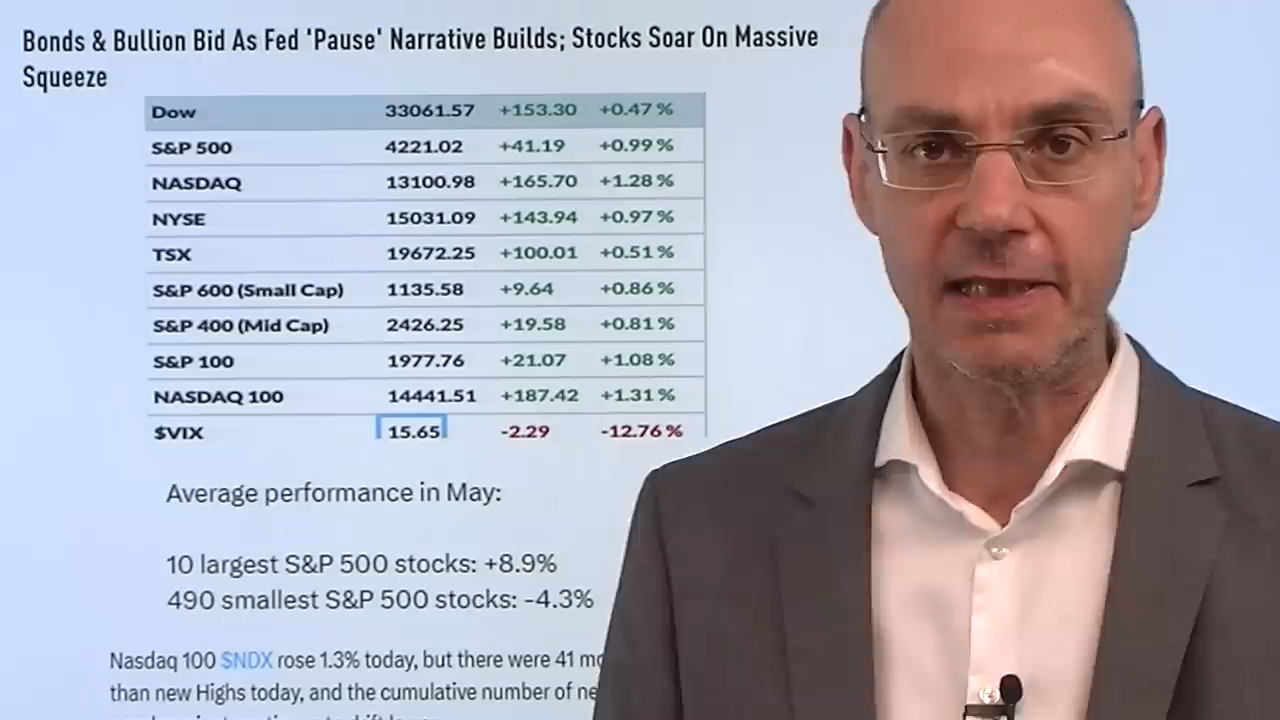 Bonds & Bullion Bid As Fed 'Pause' Narrative Builds; Stocks Soar On Massive
Squeeze
Dow 33061.57 +153.30 +0.47 %
S&P 500 4221.02 +41.19 +0.99 %
NASDAQ 13100.98 +165.70 +1.28 %
NYSE 15031.09 +143.94 +0.97 %
TSX 19672.25 +100.01 +0.51 %
S&P 600 (Small Cap) 1135.58 +9.64 +0.86 %
S&P 400 (Mid Cap) 2426.25 +19.58 +0.81 %
S&P 100 1977.76 +21.07 +1.08 %
NASDAQ 100 14441.51 +187.42 +1.31 %
$VIX 15.65 -2.29 -12.76 %
Average performance in May:
10 largest S&P 500 stocks: +8.9%
490 smallest S&P 500 stocks: -4.3%
Nasdaq 100 $NDX rose 1.3% today, but there were 41
than new Highs today, and the cumulative number of